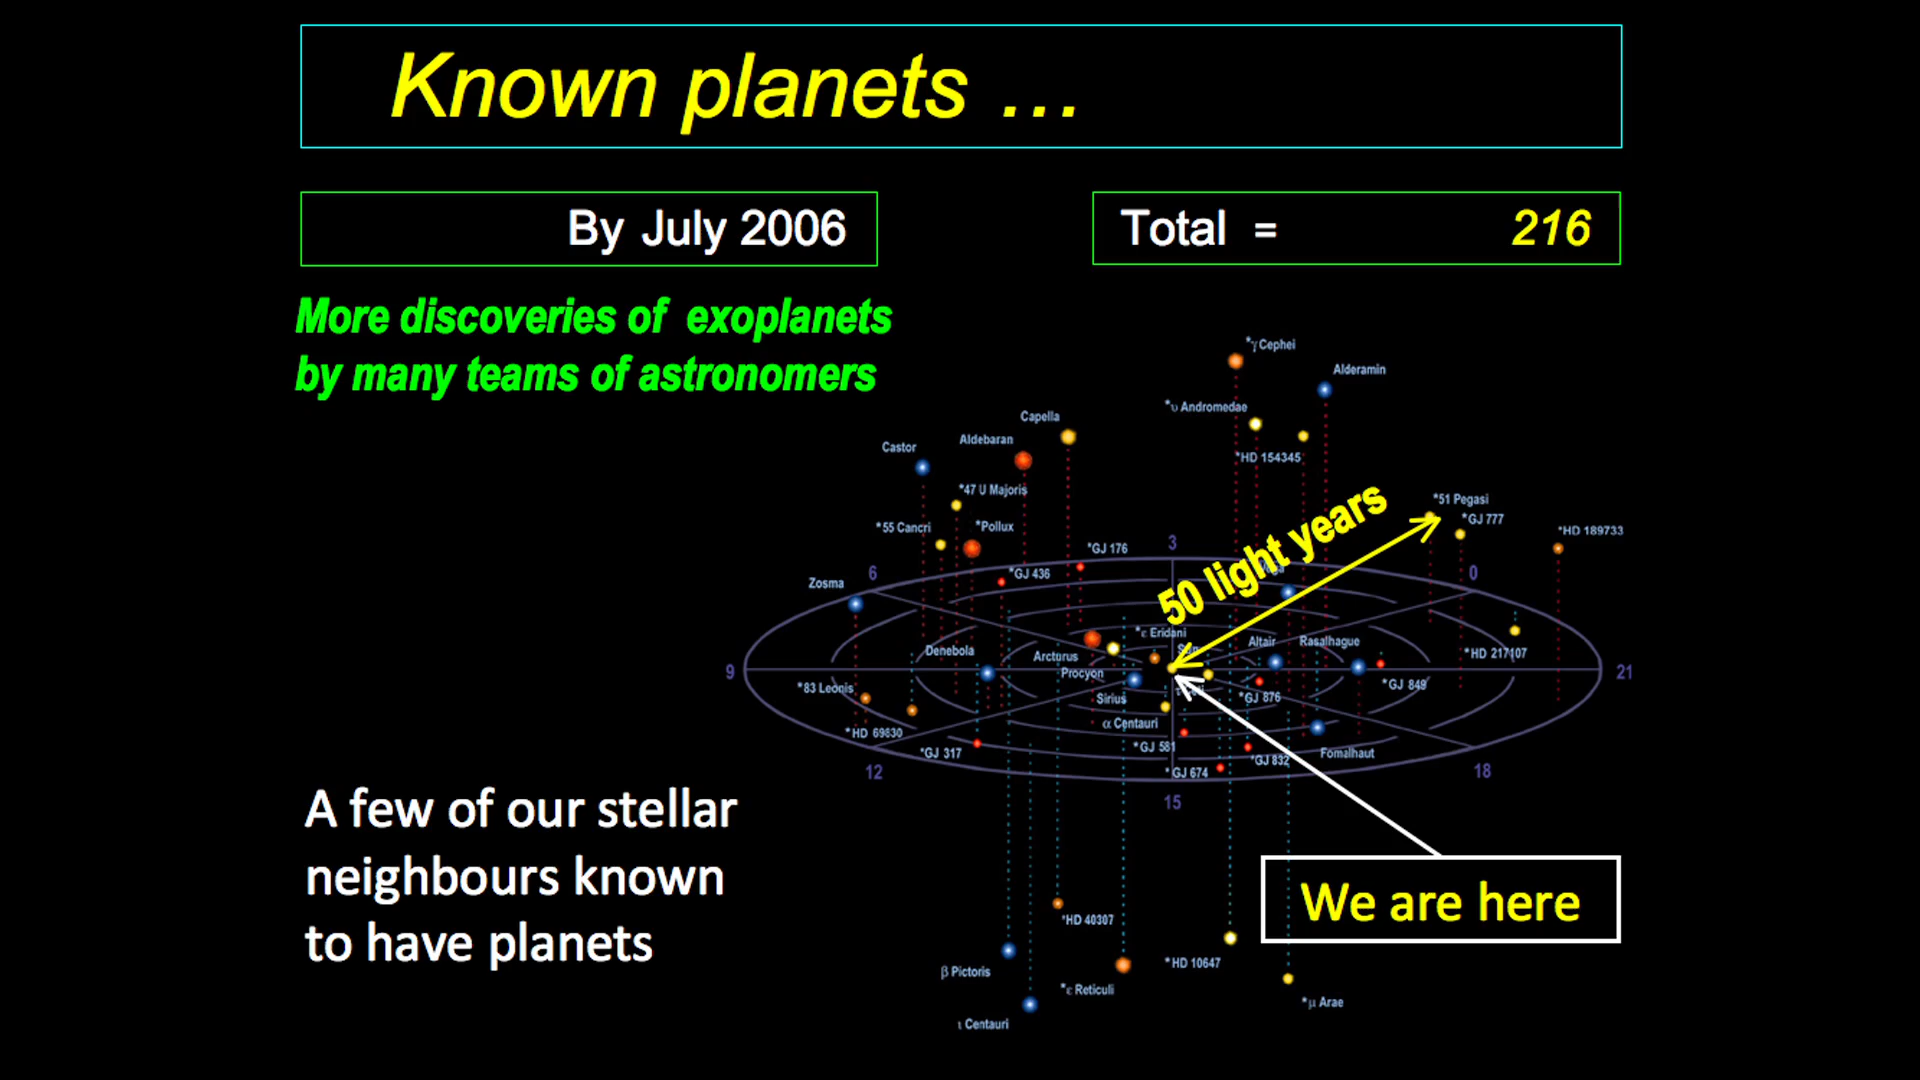 Known planets ...
By July 2006
Total = 216
More discoveries of exoplanets
by many teams of astronomers
*γ Cephei
Alderamin
*υ Andromedae
Capella
Aldebaran
Castor
*HD 154345
*47 U Majoris
*51 Pegasi
*GJ 777
*HD 189733
*55 Cancri
*Pollux
50 light years
*GJ 176
3
*GJ 436
6
0
Zosma
*ε Eridani
Altair
Rasalhague
Denebola
Arcturus
*HD 217107
9
Procyon
21
*83 Leonis
Sirius
*GJ 876
*GJ 849
α Centauri
*HD 69830
*GJ 317
*GJ 581
*GJ 832
Fomalhaut
12
*GJ 674
18
15
A few of our stellar
neighbours known
to have planets
We are here
*HD 40307
β Pictoris
*HD 10647
*ε Reticuli
*μ Arae
ι Centauri